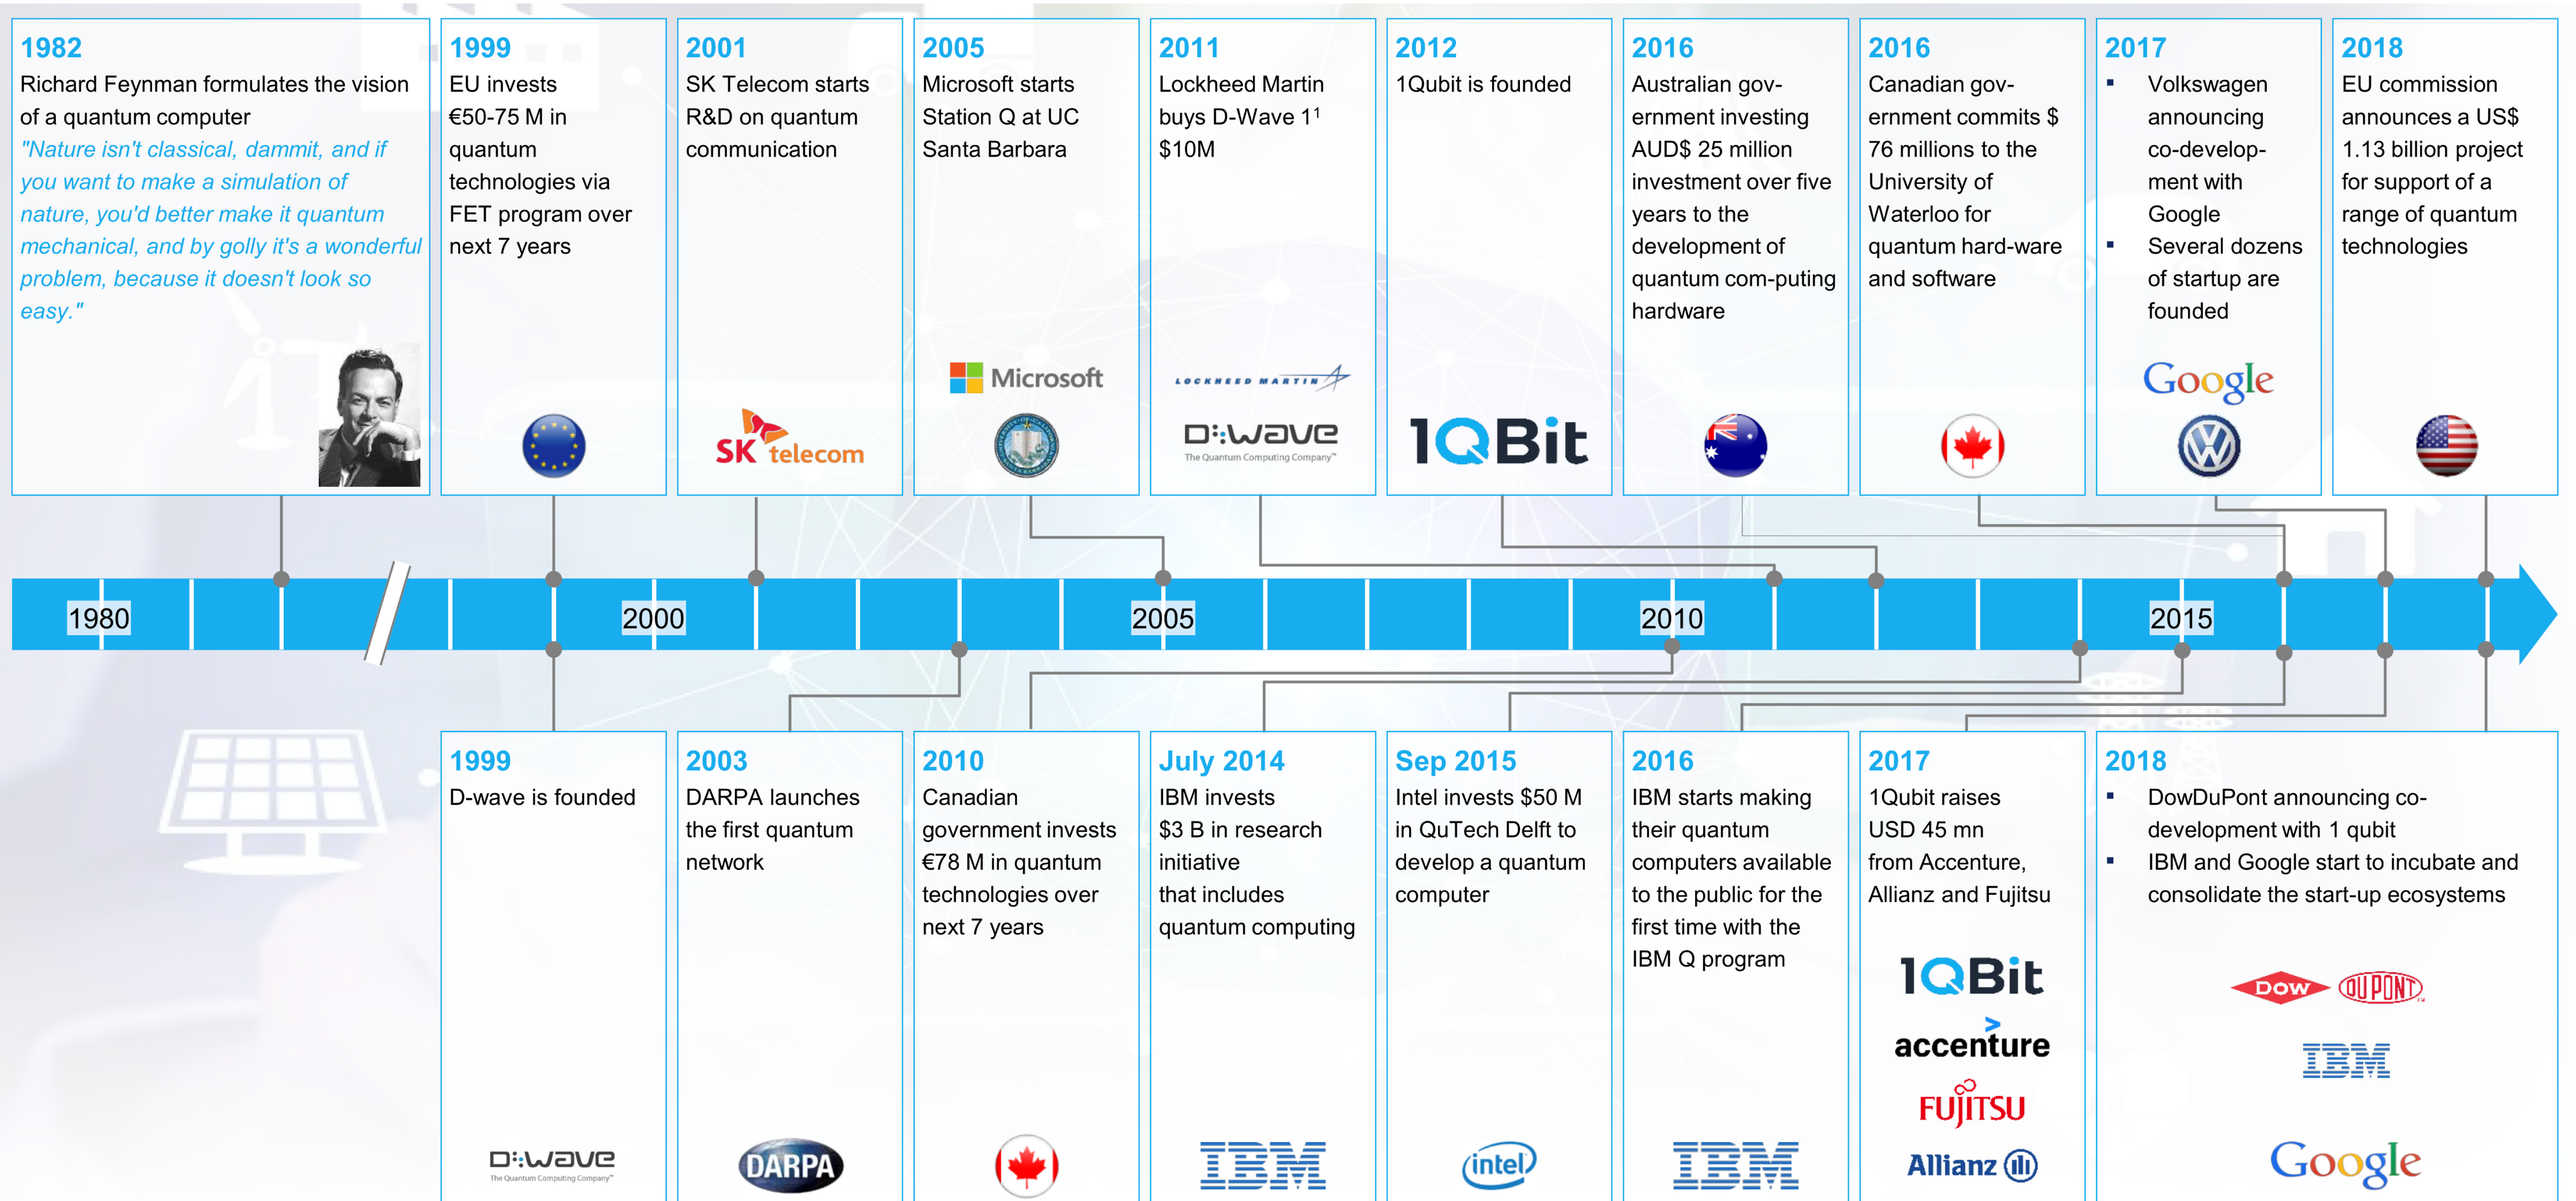 1982
Richard Feynman formulates the vision
of a quantum computer
"Nature isn't classical, dammit, and if
you want to make a simulation of
nature, you'd better make it quantum
mechanical, and by golly it's a wonderful
problem, because it doesn't look so
easy."
1999
EU invests
€50-75 M in
quantum
technologies via
FET program over
next 7 years
2001
SK Telecom starts
R&D on quantum
communication
SK telecom
2005
Microsoft starts
Station Q at UC
Santa Barbara
Microsoft
2011
Lockheed Martin
buys D-Wave 1¹
$10M
LOCKHEED MARTIN
D:wave
The Quantum Computing Company™
2012
1Qubit is founded
1QBit
2016
Australian gov-
ernment investing
AUD$ 25 million
investment over five
years to the
development of
quantum com-puting
hardware
2016
Canadian gov-
ernment commits $
76 millions to the
University of
Waterloo for
quantum hard-ware
and software
2017
▪ Volkswagen
announcing
co-develop-
ment with
Google
▪ Several dozens
of startup are
founded
Google
VW
2018
EU commission
announces a US$
1.13 billion project
for support of a
range of quantum
technologies
1980
2000
2005
2010
2015
1999
D-wave is founded
D:wave
The Quantum Computing Company™
2003
DARPA launches
the first quantum
network
DARPA
2010
Canadian
government invests
€78 M in quantum
technologies over
next 7 years
July 2014
IBM invests
$3 B in research
initiative
that includes
quantum computing
IBM
Sep 2015
Intel invests $50 M
in QuTech Delft to
develop a quantum
computer
intel
2016
IBM starts making
their quantum
computers available
to the public for the
first time with the
IBM Q program
IBM
2017
1Qubit raises
USD 45 mn
from Accenture,
Allianz and Fujitsu
1QBit
accenture
FUJITSU
Allianz
2018
▪ DowDuPont announcing co-
development with 1 qubit
▪ IBM and Google start to incubate and
consolidate the start-up ecosystems
DOW DUPONT
IBM
Google